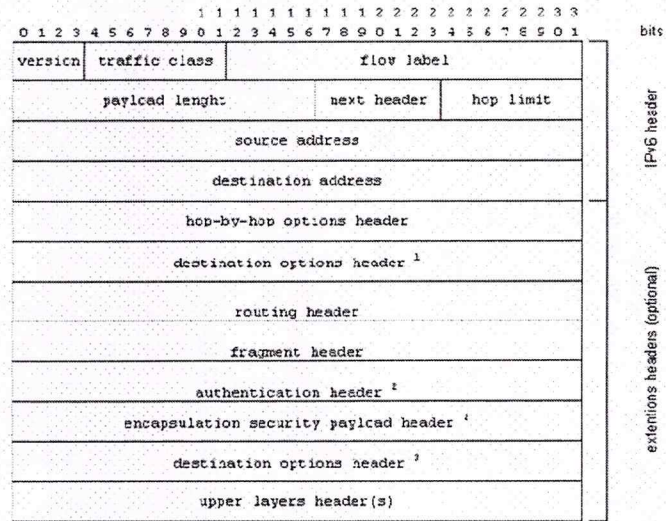 1 1 1 1 1 1 1 1 1 1 2 2 2 2 2 2 2 2 2 2 3 3
0 1 2 3 4 5 6 7 8 9 0 1 2 3 4 5 6 7 8 9 0 1 2 3 4 5 6 7 8 9 0 1 bits
version traffic class flow label
payload lenght next header hop limit
source address
destination address
IPv6 header
hop-by-hop options header
destination options header 1
routing header
fragment header
authentication header 2
encapsulation security payload header 2
destination options header 3
upper layers header(s)
extentions headers (optional)